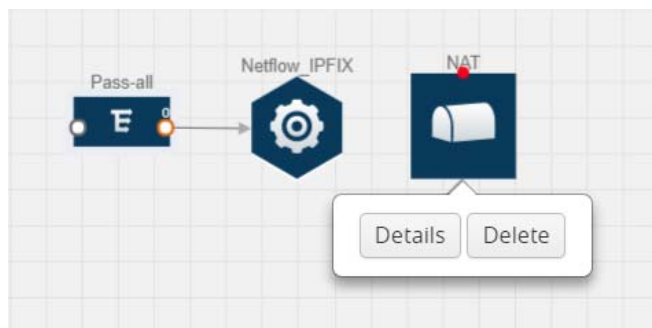 Netflow_IPFIX
NAT
Pass-all
0
Details
Delete